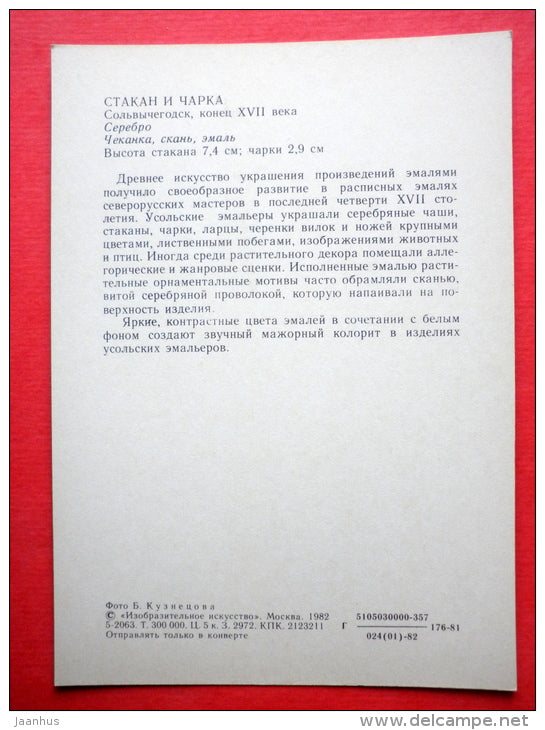 СТАКАН И ЧАРКА
Сольвычегодск, конец XVII века
Серебро
Чеканка, скань, эмаль
Высота стакана 7,4 см; чарки 2,9 см
Древнее искусство украшения произведений эмалями
получило своеобразное развитие в расписных эмалях
северорусских мастеров в последней четверти XVII сто-
летия. Усольские эмальеры украшали серебряные чаши,
стаканы, чарки, ларцы, черенки вилок и ножей крупными
цветами, лиственными побегами, изображениями животных
и птиц. Иногда среди растительного декора помещали алле-
горические и жанровые сценки. Исполненные эмалью расти-
тельные орнаментальные мотивы часто обрамляли сканью,
витой серебряной проволокой, которую напаивали на по-
верхность изделия.
Яркие, контрастные цвета эмалей в сочетании с белым
фоном создают звучный мажорный колорит в изделиях
усольских эмальеров.
Фото Б. Кузнецова
© «Изобразительное искусство». Москва. 1982
5-2063. Т. 300 000. Ц. 5 к. З. 2972. КПК. 2123211
Отправлять только в конверте
Г 5105030000-357 176-81
024(01)-82
jaanhus
www.delcampe.net